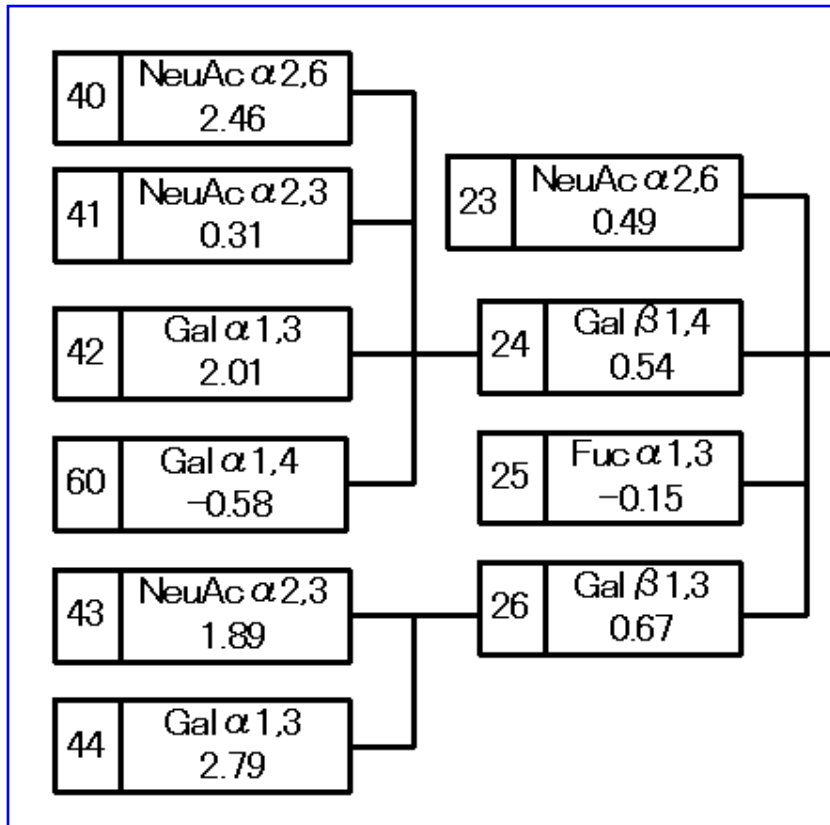 40 NeuAc α2,6
2.46
41 NeuAc α2,3
0.31
42 Gal α1,3
2.01
60 Gal α1,4
−0.58
43 NeuAc α2,3
1.89
44 Gal α1,3
2.79
23 NeuAc α2,6
0.49
24 Gal β1,4
0.54
25 Fuc α1,3
−0.15
26 Gal β1,3
0.67